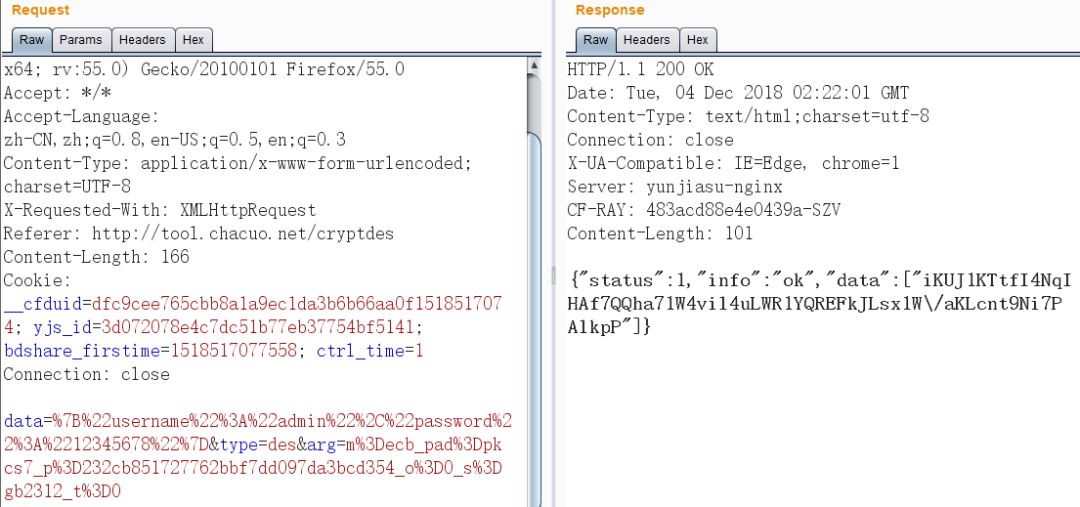 Request
Raw Params Headers Hex
x64; rv:55.0) Gecko/20100101 Firefox/55.0
Accept: */*
Accept-Language:
zh-CN,zh;q=0.8,en-US;q=0.5,en;q=0.3
Content-Type: application/x-www-form-urlencoded;
charset=UTF-8
X-Requested-With: XMLHttpRequest
Referer: http://tool.chacuo.net/cryptdes
Content-Length: 166
Cookie:
__cfduid=dfc9cee765cbb8a1a9ec1da3b6b66aa0f151851707
4; yjs_id=3d072078e4c7dc51b77eb37754bf5141;
bdshare_firstime=1518517077558; ctrl_time=1
Connection: close
data=%7B%22username%22%3A%22admin%22%2C%22password%2
2%3A%2212345678%22%7D&type=des&arg=m%3Decb_pad%3Dpk
cs7_p%3D232cb851727762bbf7dd097da3bcd354_o%3D0_s%3D
gb2312_t%3D0
Response
Raw Headers Hex
HTTP/1.1 200 OK
Date: Tue, 04 Dec 2018 02:22:01 GMT
Content-Type: text/html;charset=utf-8
Connection: close
X-UA-Compatible: IE=Edge, chrome=1
Server: yunjiasu-nginx
CF-RAY: 483acd88e4e0439a-SZV
Content-Length: 101
{"status":1,"info":"ok","data":["iKUJ1KTtfI4NqI
HAf7QQha71W4vi14uLWR1YQREFkJLsx1W\/aKLcnt9Ni7P
A1kpP"]}